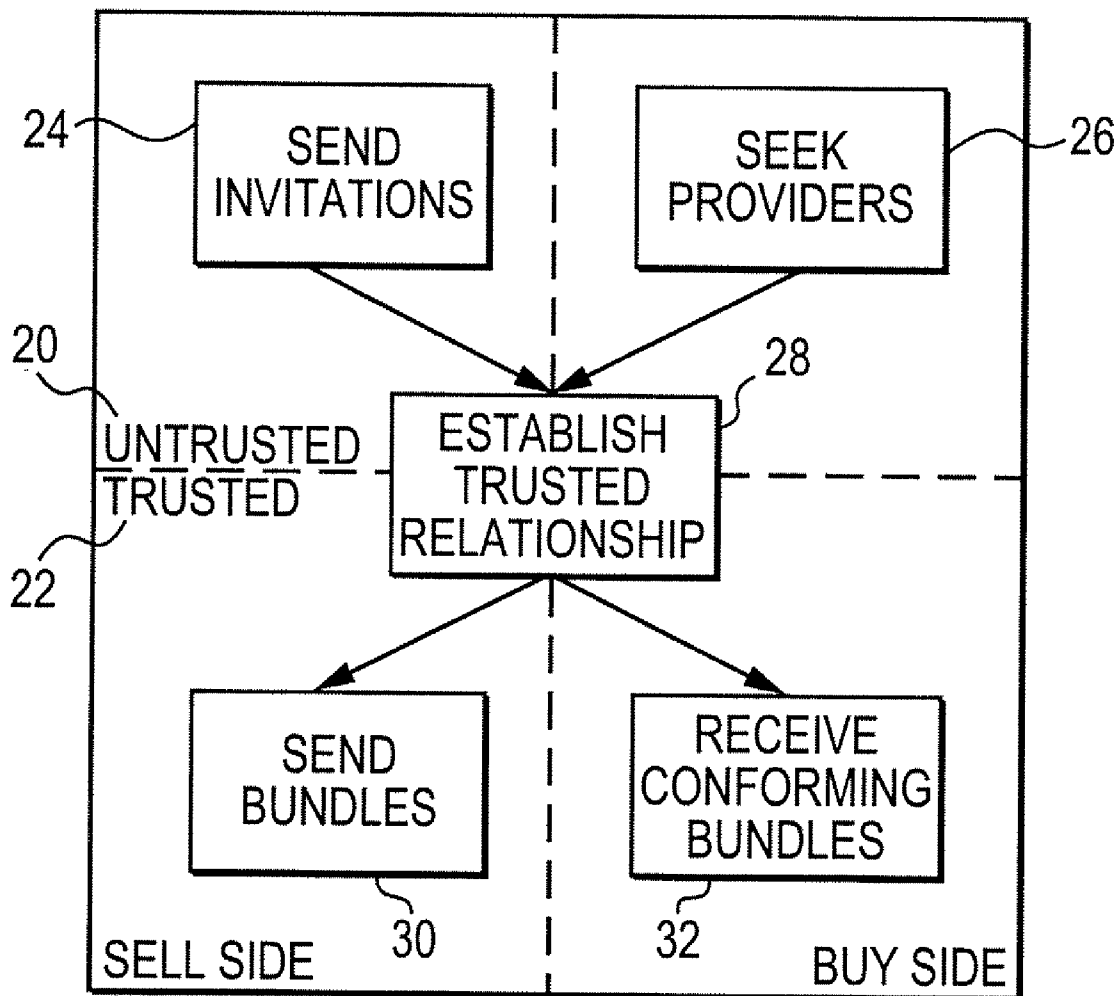 24
SEND
INVITATIONS
SEEK
PROVIDERS
26
20
UNTRUSTED
TRUSTED
22
28
ESTABLISH
TRUSTED
RELATIONSHIP
SEND
BUNDLES
30
RECEIVE
CONFORMING
BUNDLES
32
SELL SIDE
BUY SIDE